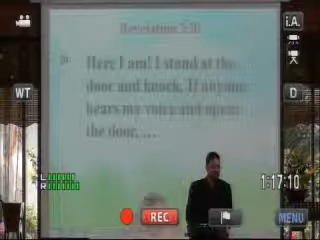 Revelation 3:20
Here I am! I stand at the
door and knock. If anyone
hears my voice and opens
the door, ...
i.A.
WT
D
L
R
1:17:10
REC
MENU